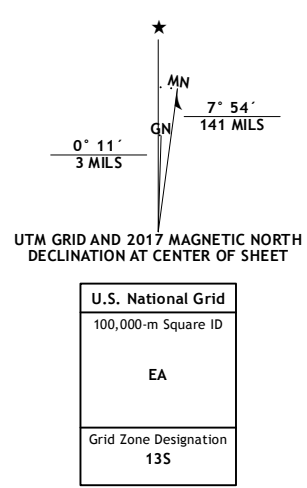 ★
MN
7° 54´
141 MILS
GN
0° 11´
3 MILS
UTM GRID AND 2017 MAGNETIC NORTH
DECLINATION AT CENTER OF SHEET
U.S. National Grid
100,000-m Square ID
EA
Grid Zone Designation
13S